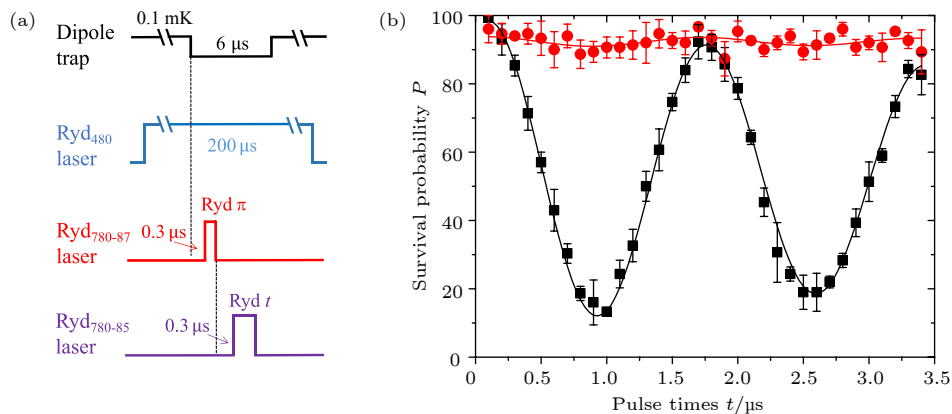 (a)
0.1 mK
Dipole
trap
6 μs
Ryd480
laser
200 μs
Ryd π
Ryd780-87
laser
0.3 μs
Ryd t
Ryd780-85
laser
0.3 μs
(b)
100
80
60
40
20
0
Survival probability P
0 0.5 1.0 1.5 2.0 2.5 3.0 3.5
Pulse times t/μs